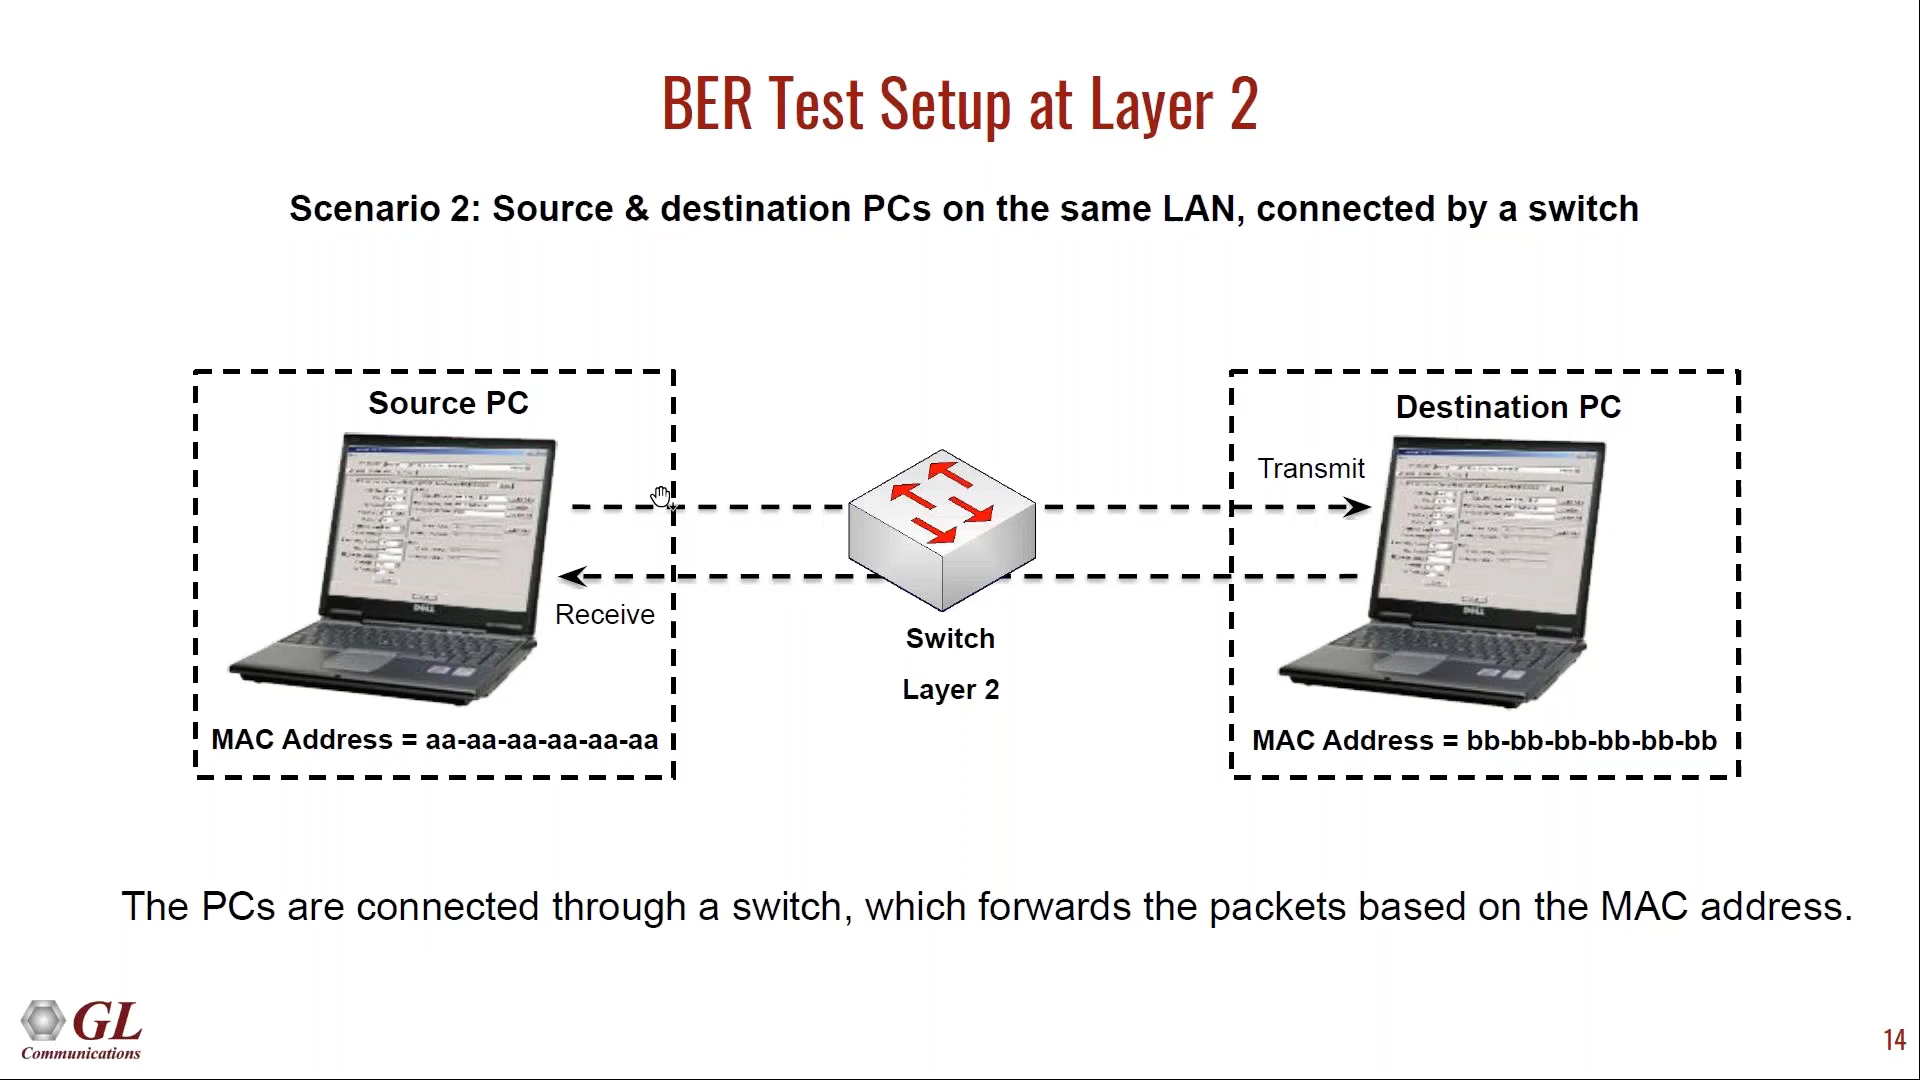 BER Test Setup at Layer 2
Scenario 2: Source & destination PCs on the same LAN, connected by a switch
Source PC
Destination PC
Transmit
Receive
DELL
DELL
Switch
Layer 2
MAC Address = aa-aa-aa-aa-aa-aa
MAC Address = bb-bb-bb-bb-bb-bb
The PCs are connected through a switch, which forwards the packets based on the MAC address.
GL
Communications
14